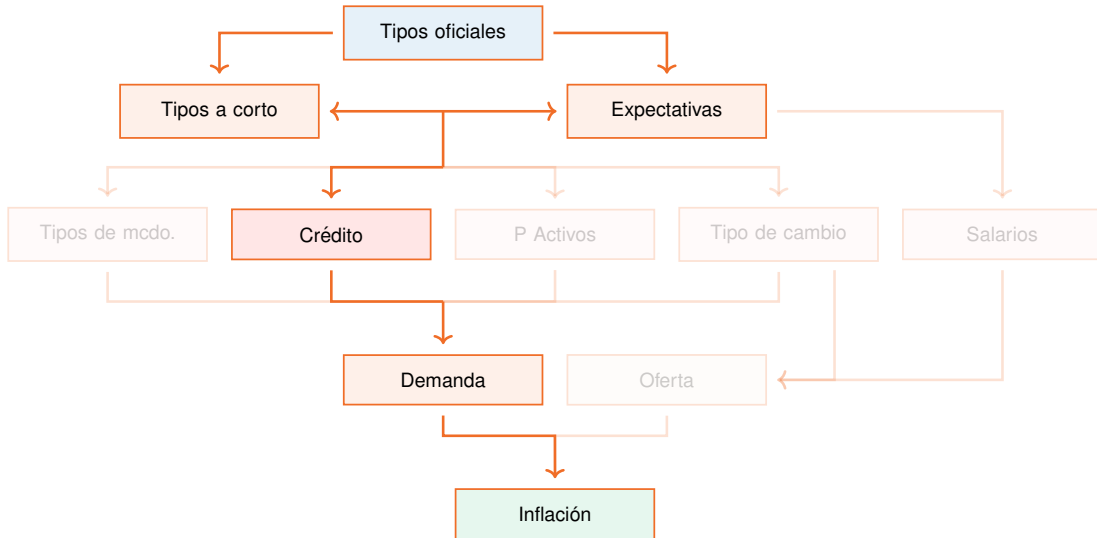 Tipos oficiales
Tipos a corto
Expectativas
Tipos de mcdo.
Crédito
P Activos
Tipo de cambio
Salarios
Demanda
Oferta
Inflación